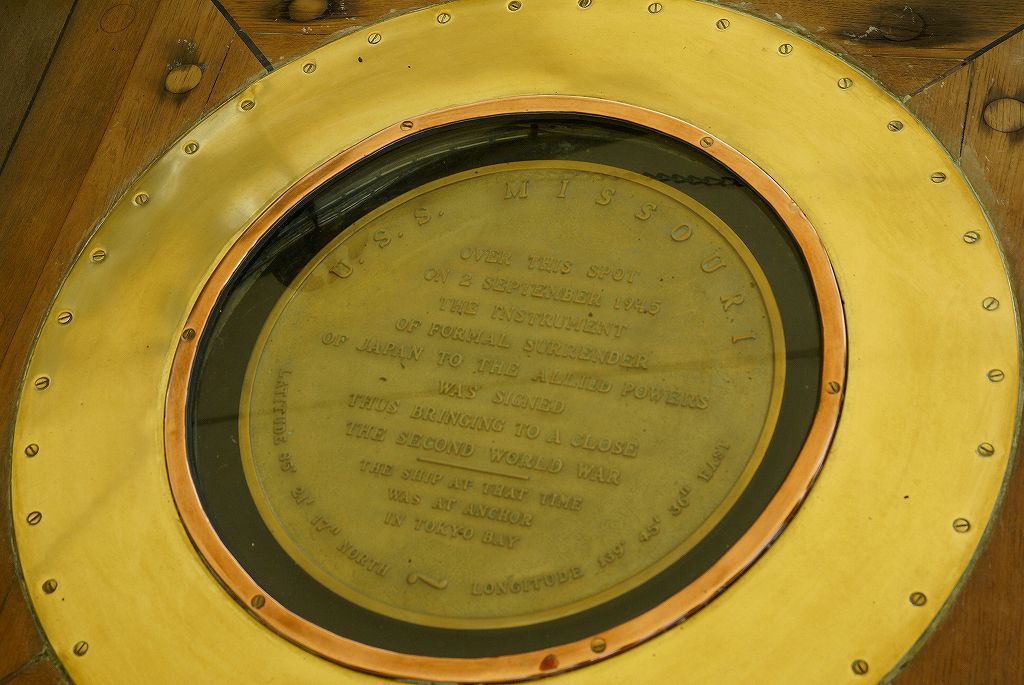 U.S.S. MISSOURI
OVER THIS SPOT
ON 2 SEPTEMBER 1945
THE INSTRUMENT
OF FORMAL SURRENDER
OF JAPAN TO THE ALLIED POWERS
WAS SIGNED
THUS BRINGING TO A CLOSE
THE SECOND WORLD WAR
THE SHIP AT THAT TIME
WAS AT ANCHOR
IN TOKYO BAY
LATITUDE 35° 21' 17" NORTH ~ LONGITUDE 139° 45' 36" EAST